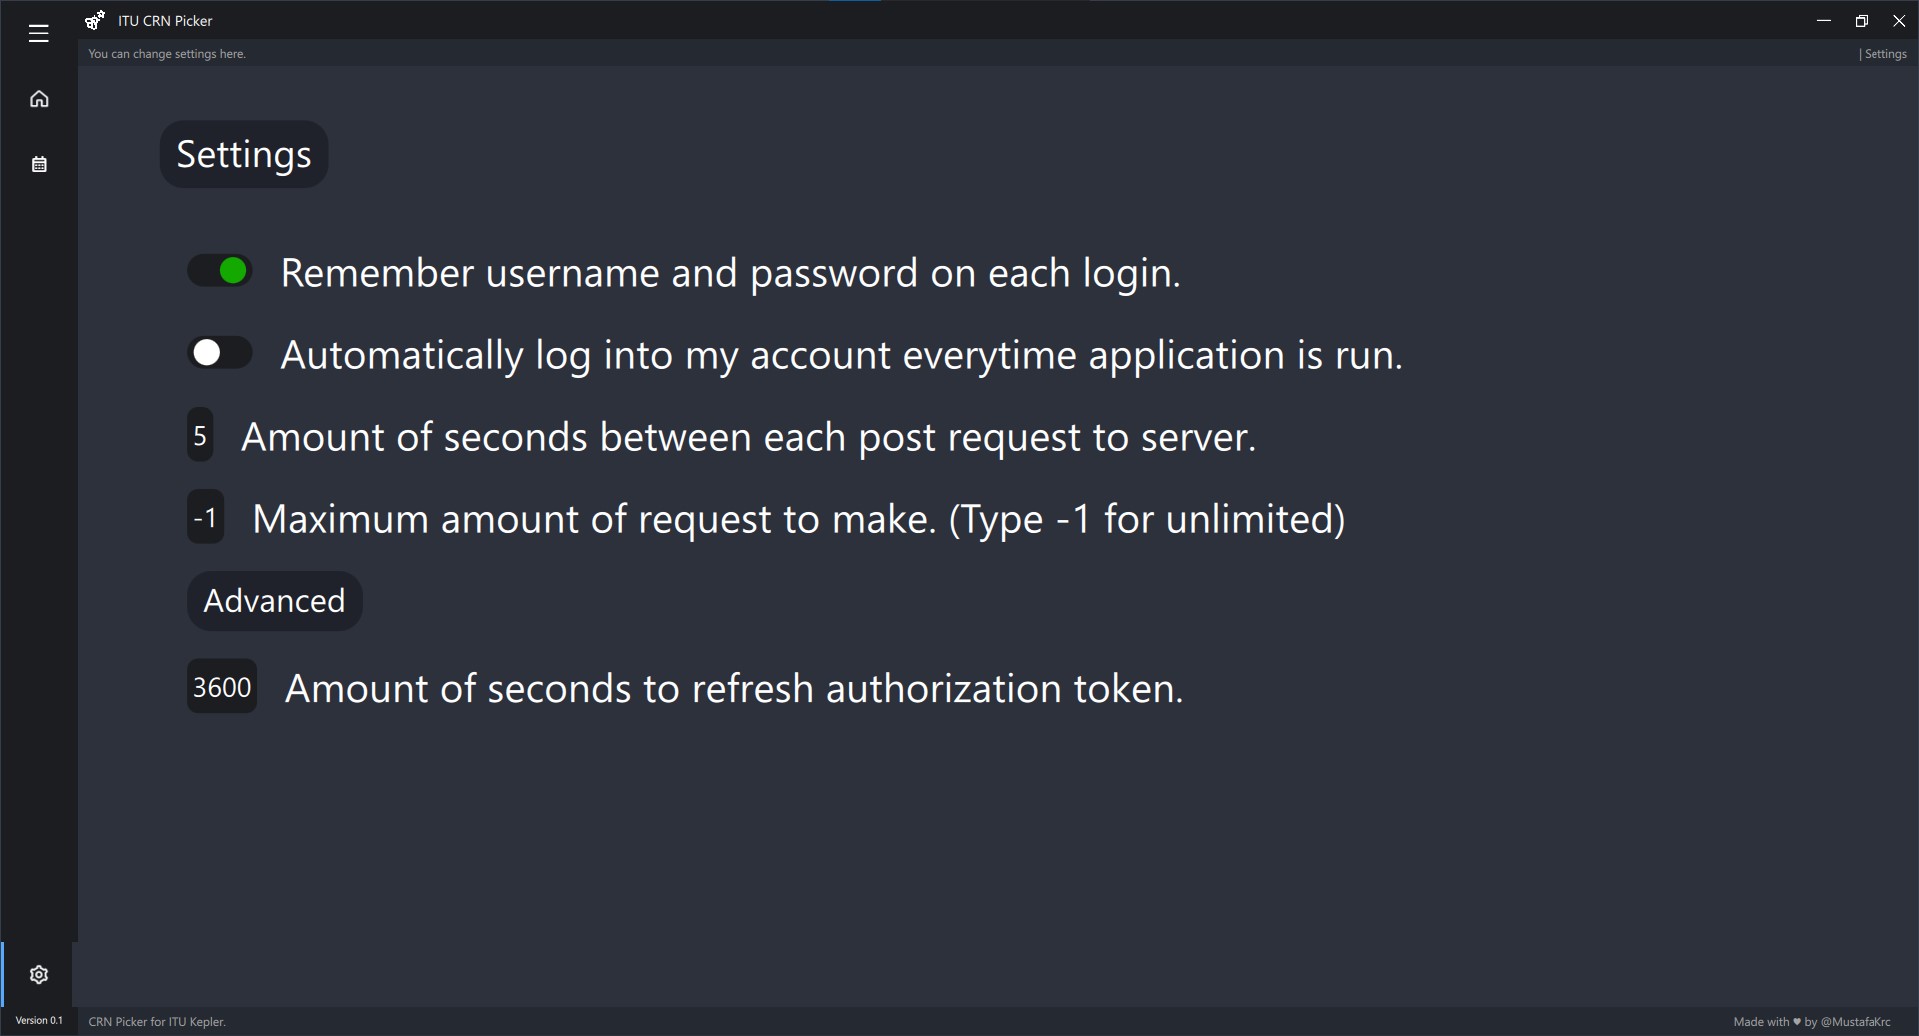 ITU CRN Picker
You can change settings here.
| Settings
Settings
Remember username and password on each login.
Automatically log into my account everytime application is run.
5 Amount of seconds between each post request to server.
-1 Maximum amount of request to make. (Type -1 for unlimited)
Advanced
3600 Amount of seconds to refresh authorization token.
Version 0.1
CRN Picker for ITU Kepler.
Made with ♥ by @MustafaKrc